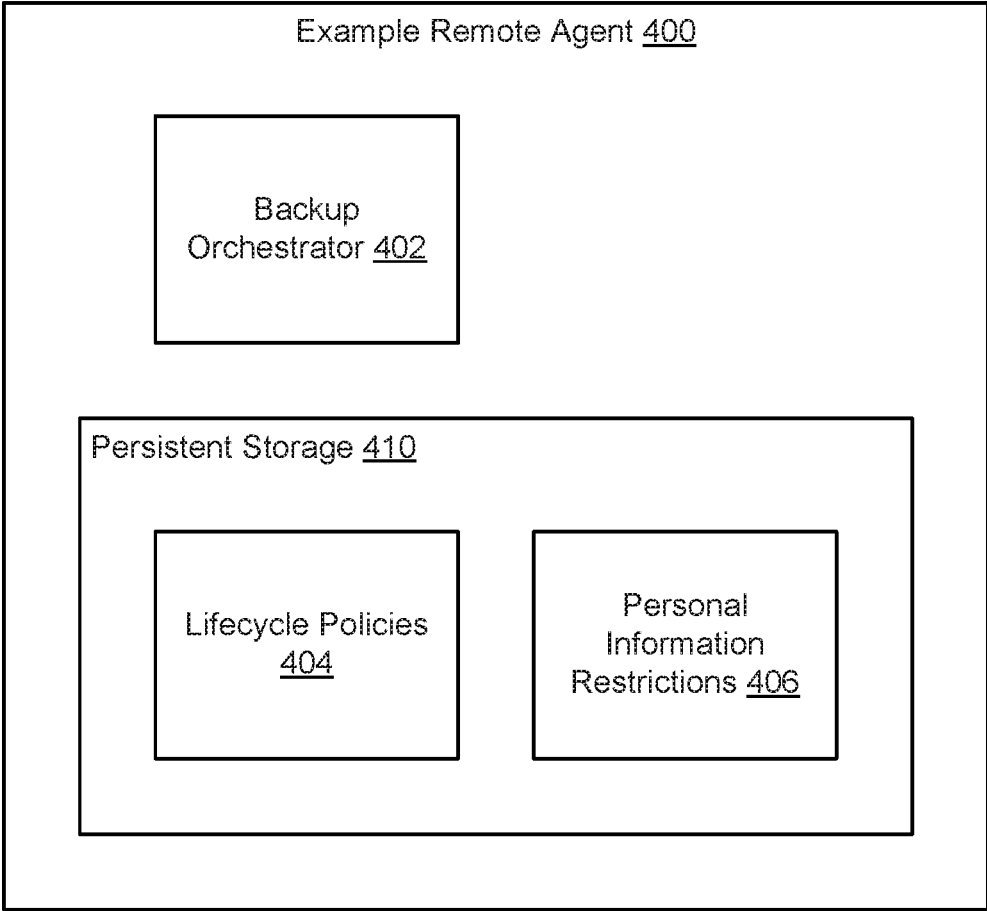 Example Remote Agent 400
Backup
Orchestrator 402
Persistent Storage 410
Lifecycle Policies
404
Personal
Information
Restrictions 406